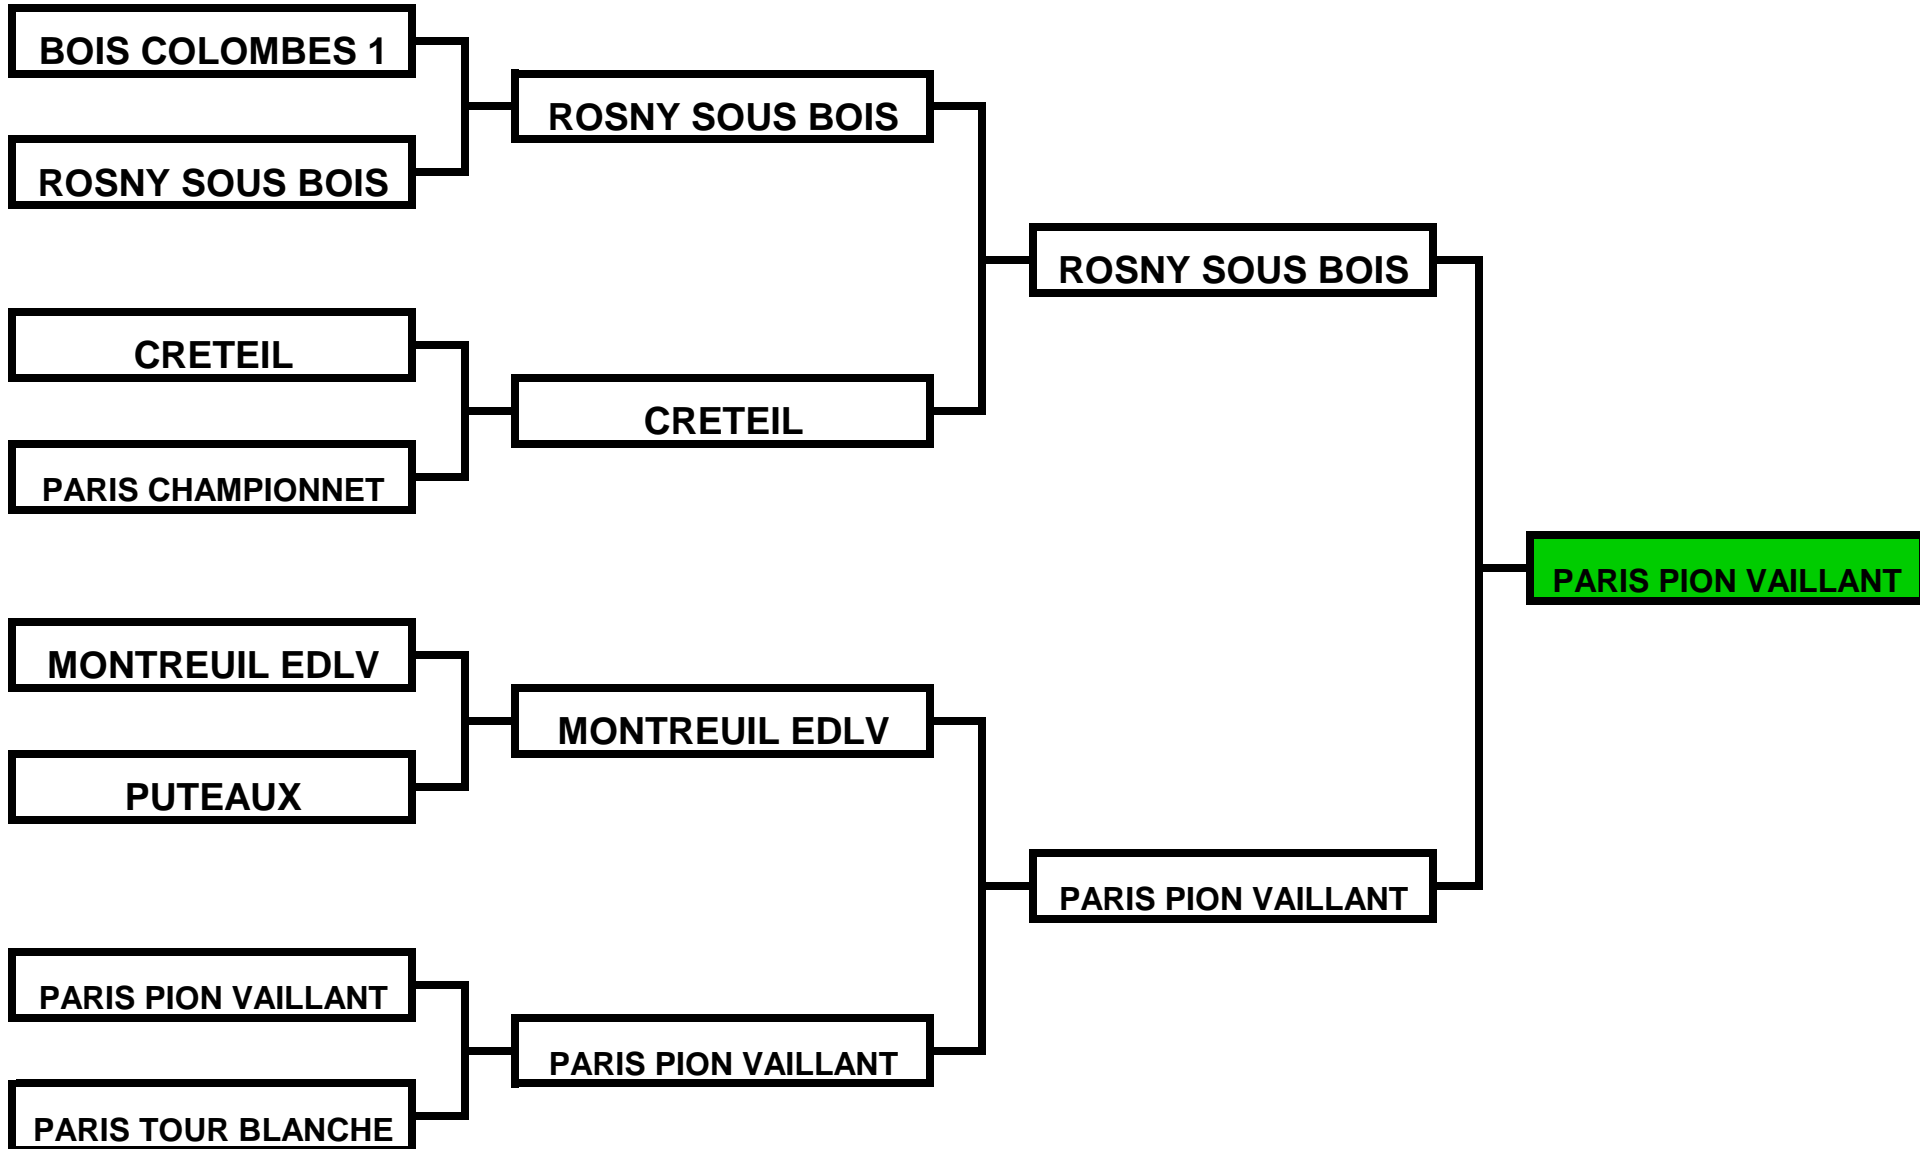 BOIS COLOMBES 1
ROSNY SOUS BOIS
ROSNY SOUS BOIS
ROSNY SOUS BOIS
CRETEIL
CRETEIL
PARIS CHAMPIONNET
PARIS PION VAILLANT
MONTREUIL EDLV
MONTREUIL EDLV
PUTEAUX
PARIS PION VAILLANT
PARIS PION VAILLANT
PARIS PION VAILLANT
PARIS TOUR BLANCHE